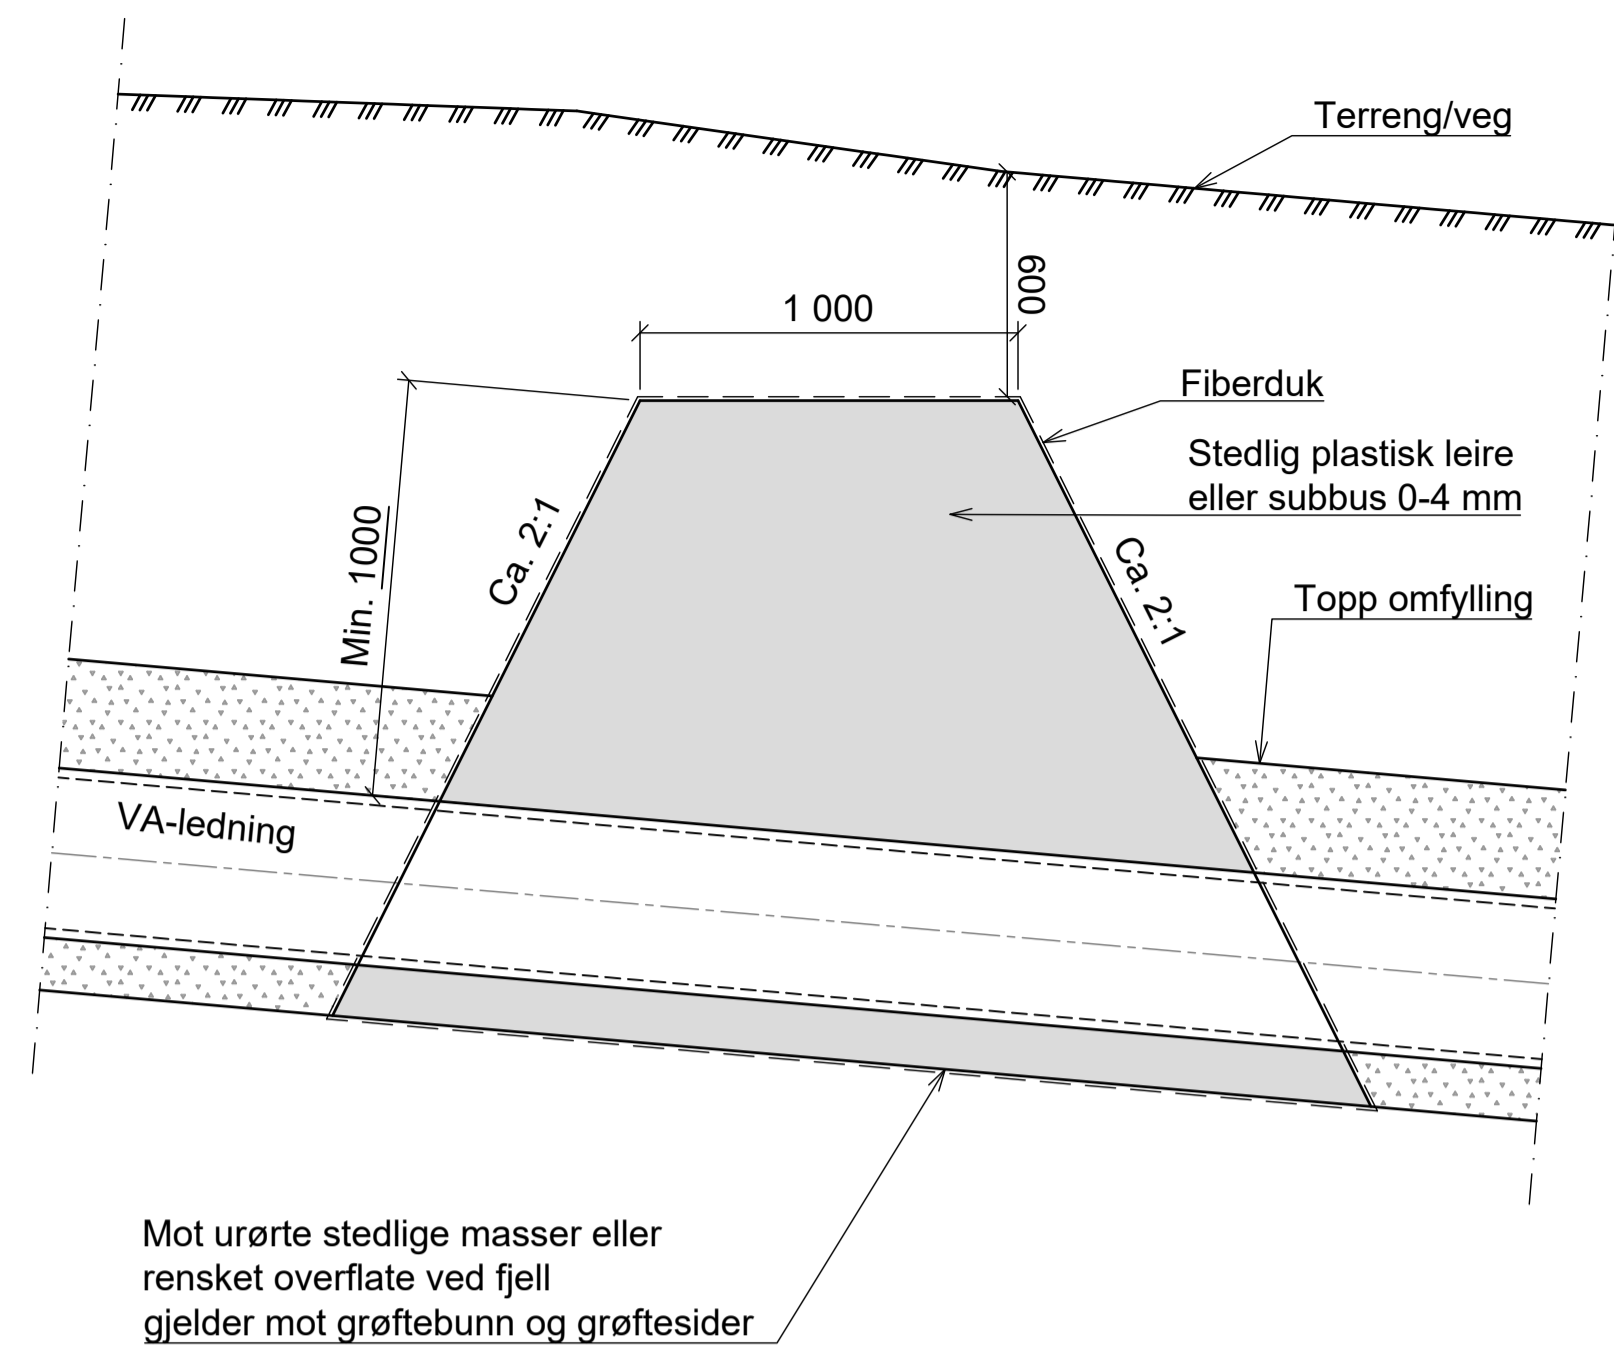 Terreng/veg
600
1 000
Fiberduk
Stedlig plastisk leire
eller subbus 0-4 mm
Min. 1000
Ca. 2:1
Ca. 2:1
Topp omfylling
VA-ledning
Mot urørte stedlige masser eller
rensket overflate ved fjell
gjelder mot grøftebunn og grøftesider